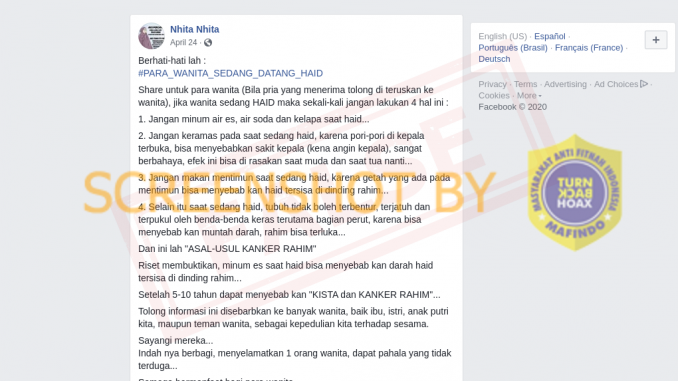 Nhita Nhita
April 24 ·
Berhati-hati lah :
#PARA_WANITA_SEDANG_DATANG_HAID
Share untuk para wanita (Bila pria yang menerima tolong di teruskan ke
wanita), jika wanita sedang HAID maka sekali-kali jangan lakukan 4 hal ini :
1. Jangan minum air es, air soda dan kelapa saat haid...
2. Jangan keramas pada saat sedang haid, karena pori-pori di kepala
terbuka, bisa menyebabkan sakit kepala (kena angin kepala), sangat
berbahaya, efek ini bisa di rasakan saat muda dan saat tua nanti...
3. Jangan makan mentimun saat sedang haid, karena getah yang ada pada
mentimun bisa menyebab kan haid tersisa di dinding rahim...
4. Selain itu saat sedang haid, tubuh tidak boleh terbentur, terjatuh dan
terpukul oleh benda-benda keras terutama bagian perut, karena bisa
menyebab kan muntah darah, rahim bisa terluka...
Dan ini lah "ASAL-USUL KANKER RAHIM"
Riset membuktikan, minum es saat haid bisa menyebab kan darah haid
tersisa di dinding rahim...
Setelah 5-10 tahun dapat menyebab kan "KISTA dan KANKER RAHIM"...
Tolong informasi ini disebarbkan ke banyak wanita, baik ibu, istri, anak putri
kita, maupun teman wanita, sebagai kepedulian kita terhadap sesama.
Sayangi mereka...
Indah nya berbagi, menyelamatkan 1 orang wanita, dapat pahala yang tidak
terduga...
English (US) · Español ·
Português (Brasil) · Français (France) ·
Deutsch
+
Privacy · Terms · Advertising · Ad Choices ·
Cookies · More
Facebook © 2020
SCREENSHOT BY
MASYARAKAT ANTI FITNAH INDONESIA
TURN
BACK
HOAX
MAFINDO